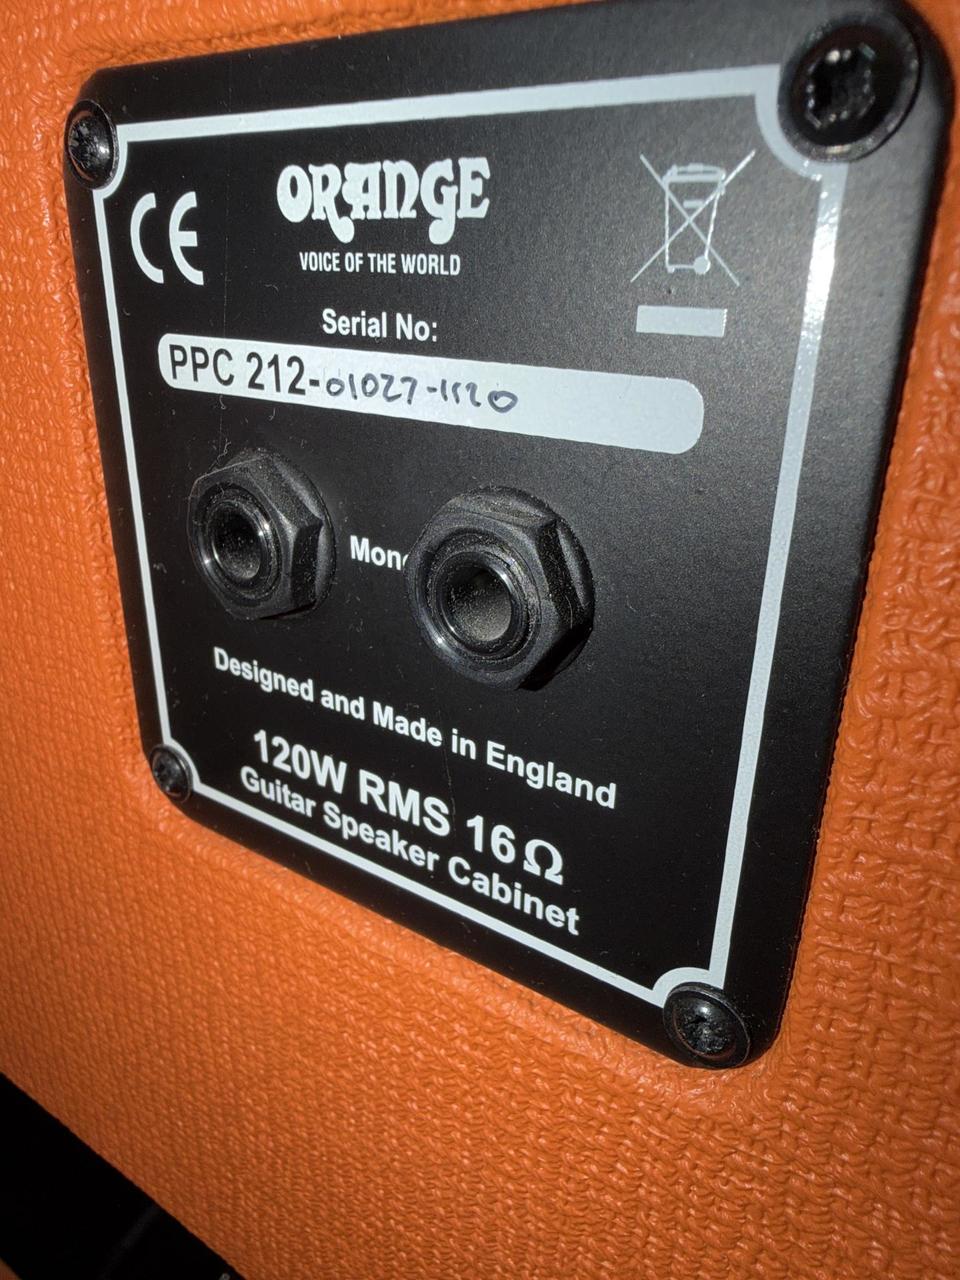 CE
ORANGE
VOICE OF THE WORLD
Serial No:
PPC 212-01027-1120
Mono
Designed and Made in England
120W RMS 16Ω
Guitar Speaker Cabinet